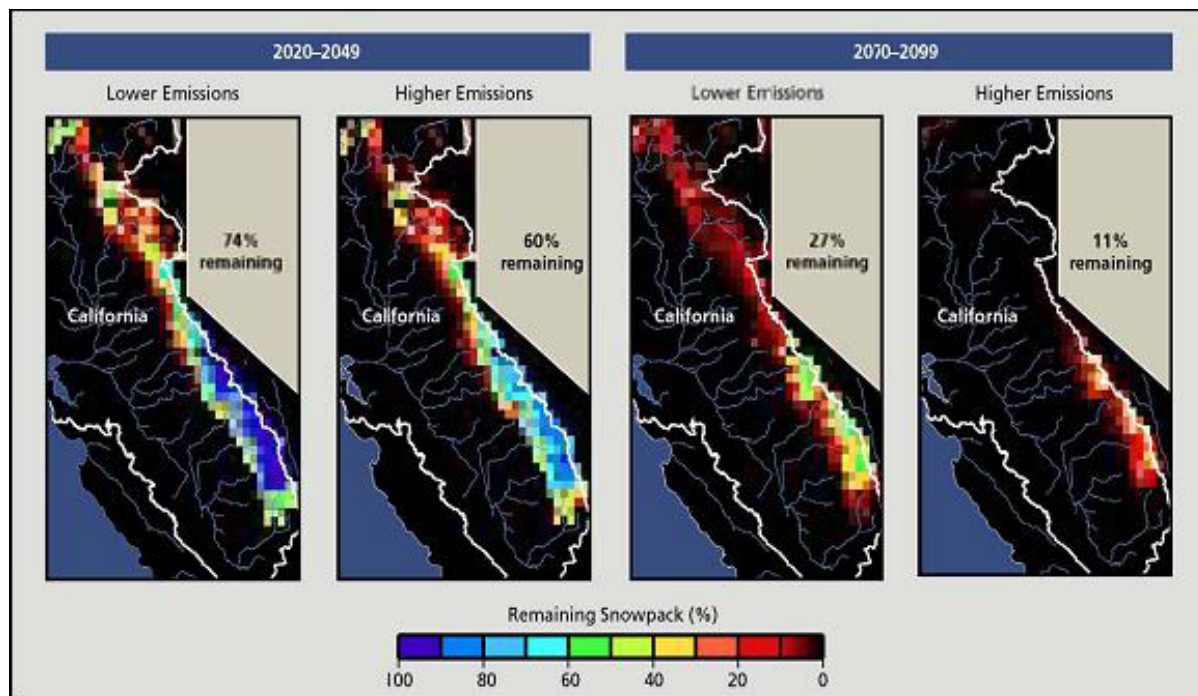 2020–2049
2070–2099
Lower Emissions
Higher Emissions
Lower Emissions
Higher Emissions
74%
remaining
California
60%
remaining
California
27%
remaining
California
11%
remaining
California
Remaining Snowpack (%)
100 80 60 40 20 0